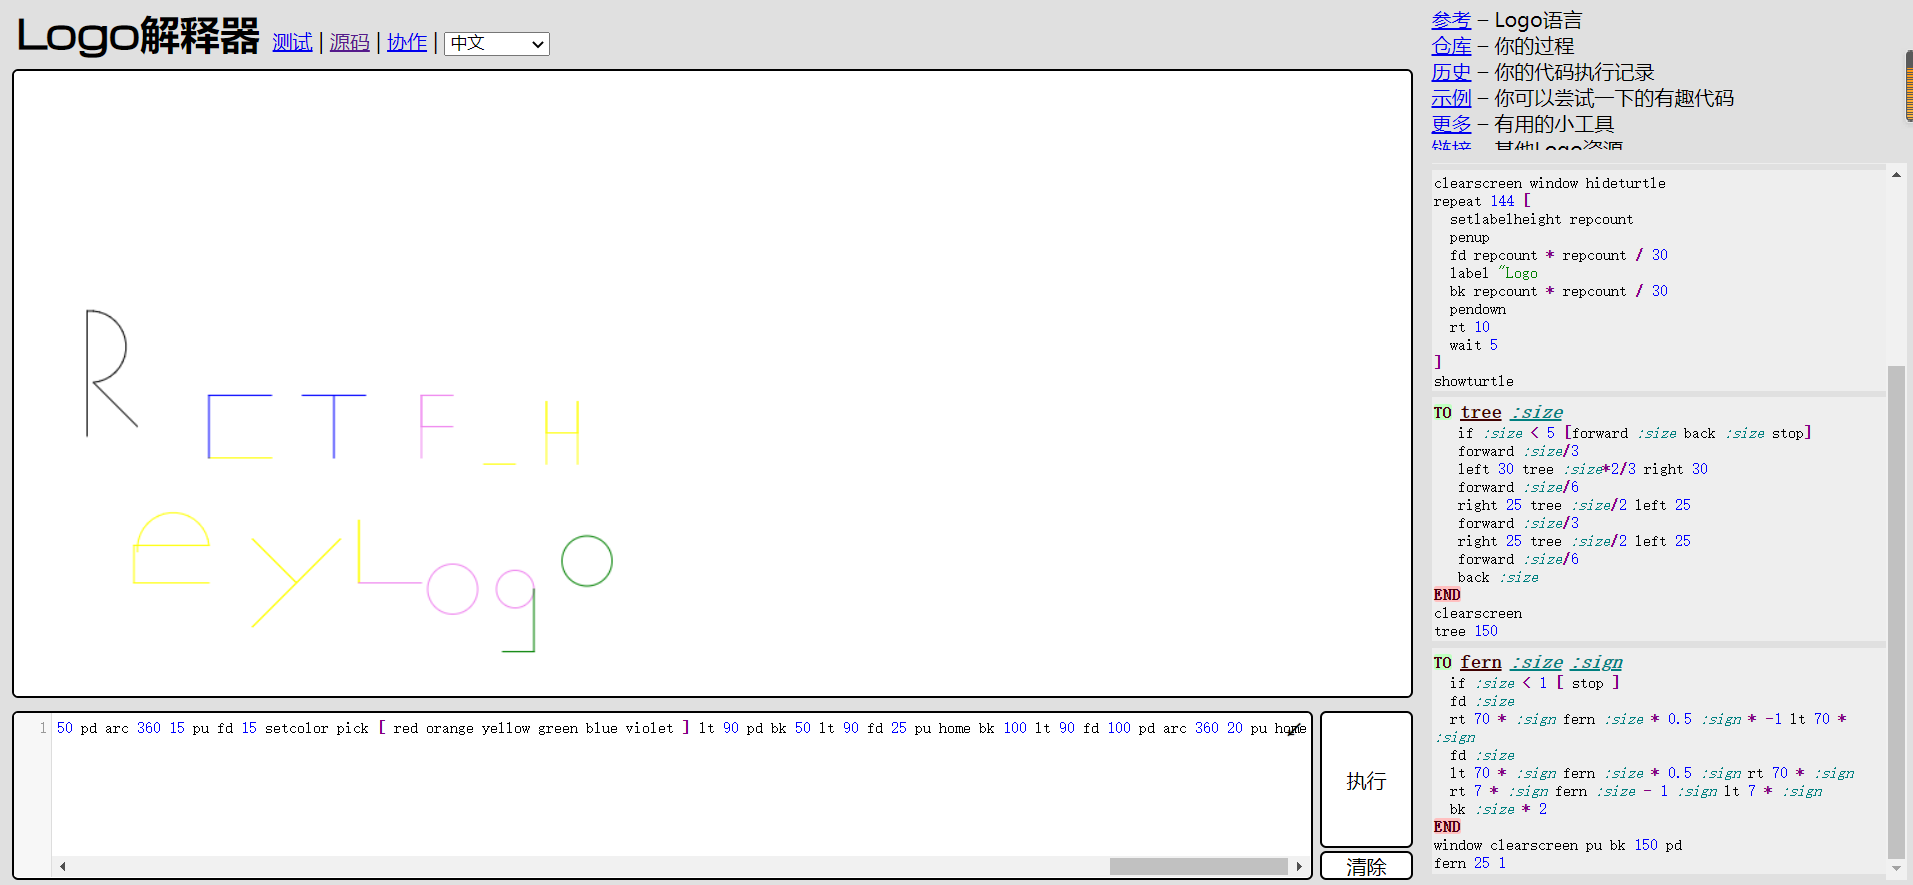 Logo解释器 测试 | 源码 | 协作 | 中文
参考 – Logo语言
仓库 – 你的过程
历史 – 你的代码执行记录
示例 – 你可以尝试一下的有趣代码
更多 – 有用的小工具
链接 – 其他Logo资源
R C T F _ H
e y L o g o
1 50 pd arc 360 15 pu fd 15 setcolor pick [ red orange yellow green blue violet ] lt 90 pd bk 50 lt 90 fd 25 pu home bk 100 lt 90 fd 100 pd arc 360 20 pu home
执行
清除
clearscreen window hideturtle
repeat 144 [
setlabelheight repcount
penup
fd repcount * repcount / 30
label "Logo
bk repcount * repcount / 30
pendown
rt 10
wait 5
]
showturtle
TO tree :size
if :size < 5 [forward :size back :size stop]
forward :size/3
left 30 tree :size*2/3 right 30
forward :size/6
right 25 tree :size/2 left 25
forward :size/3
right 25 tree :size/2 left 25
forward :size/6
back :size
END
clearscreen
tree 150
TO fern :size :sign
if :size < 1 [ stop ]
fd :size
rt 70 * :sign fern :size * 0.5 :sign * -1 lt 70 *
:sign
fd :size
lt 70 * :sign fern :size * 0.5 :sign rt 70 * :sign
rt 7 * :sign fern :size - 1 :sign lt 7 * :sign
bk :size * 2
END
window clearscreen pu bk 150 pd
fern 25 1